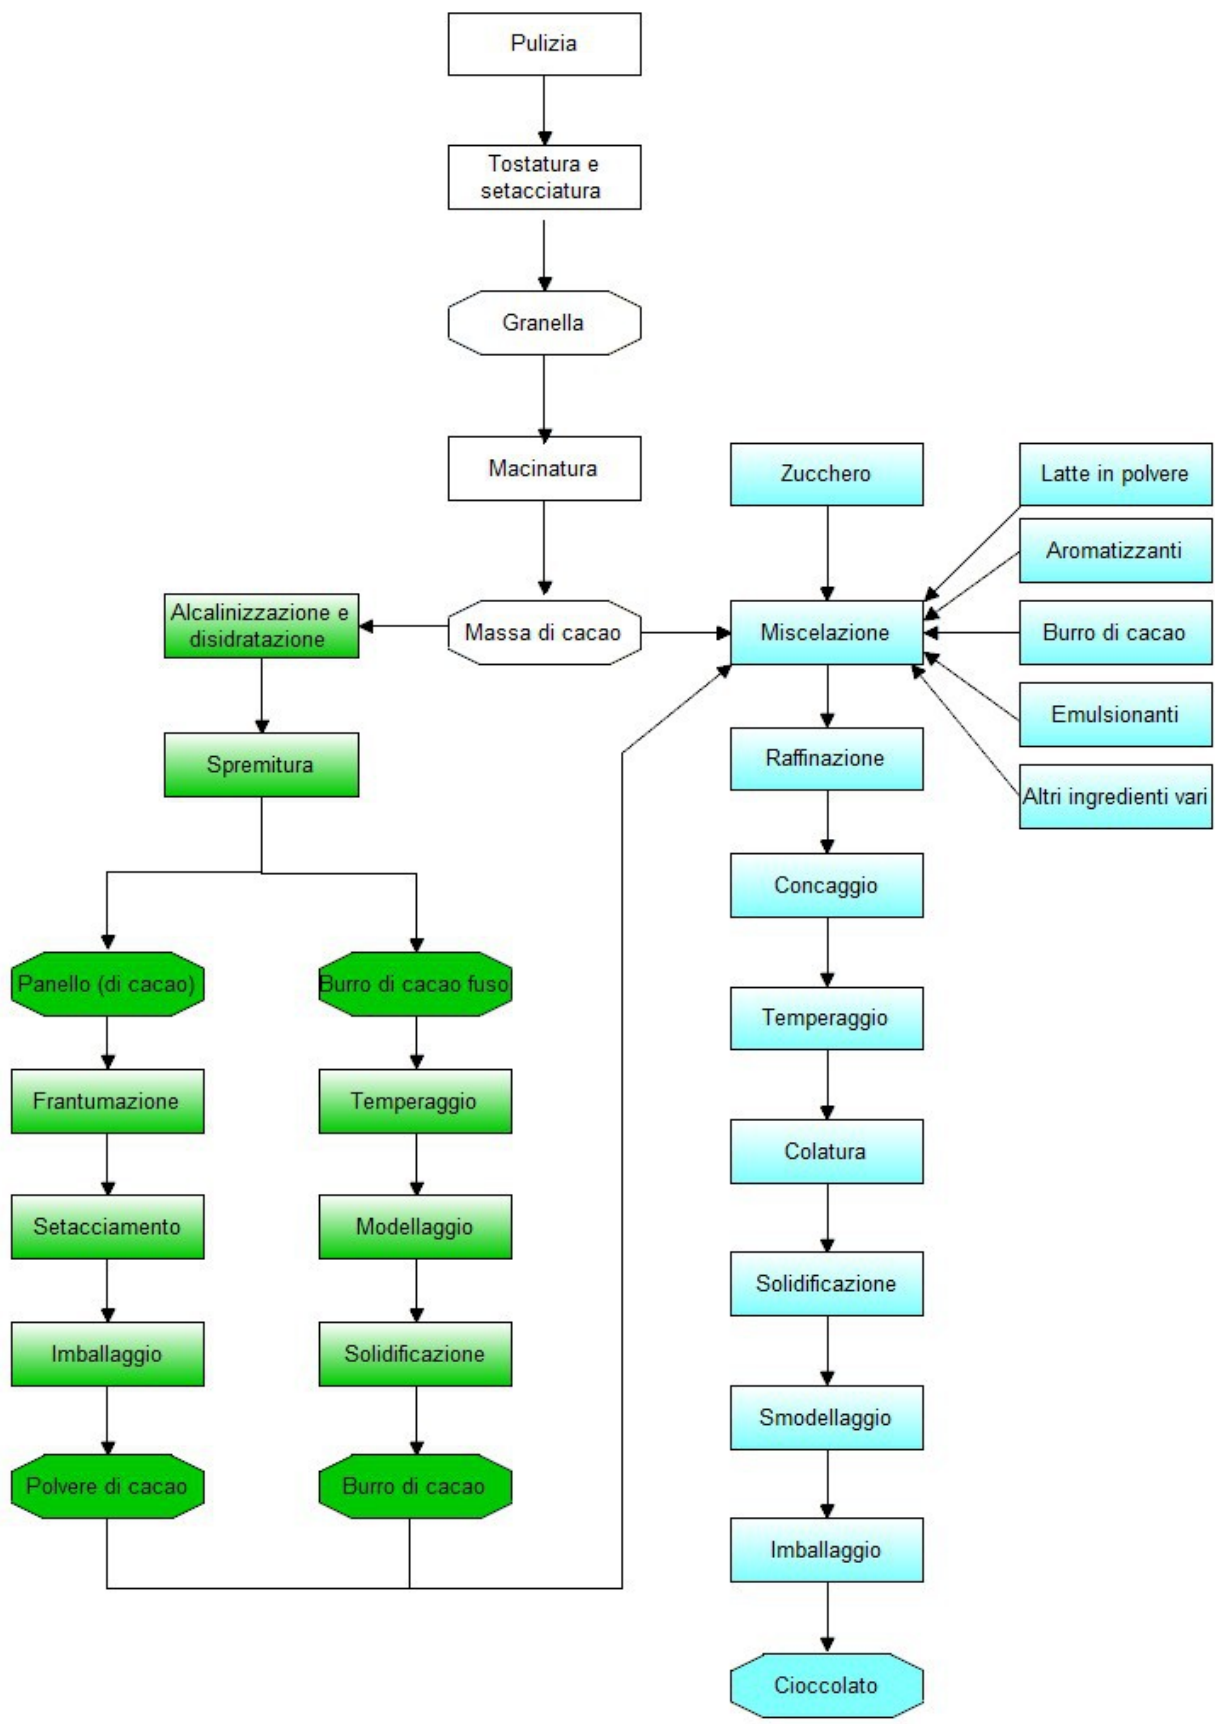 Pulizia
Tostatura e
setacciatura
Granella
Macinatura
Massa di cacao
Alcalinizzazione e
disidratazione
Spremitura
Panello (di cacao)
Frantumazione
Setacciamento
Imballaggio
Polvere di cacao
Burro di cacao fuso
Temperaggio
Modellaggio
Solidificazione
Burro di cacao
Zucchero
Latte in polvere
Aromatizzanti
Burro di cacao
Emulsionanti
Altri ingredienti vari
Miscelazione
Raffinazione
Concaggio
Temperaggio
Colatura
Solidificazione
Smodellaggio
Imballaggio
Cioccolato